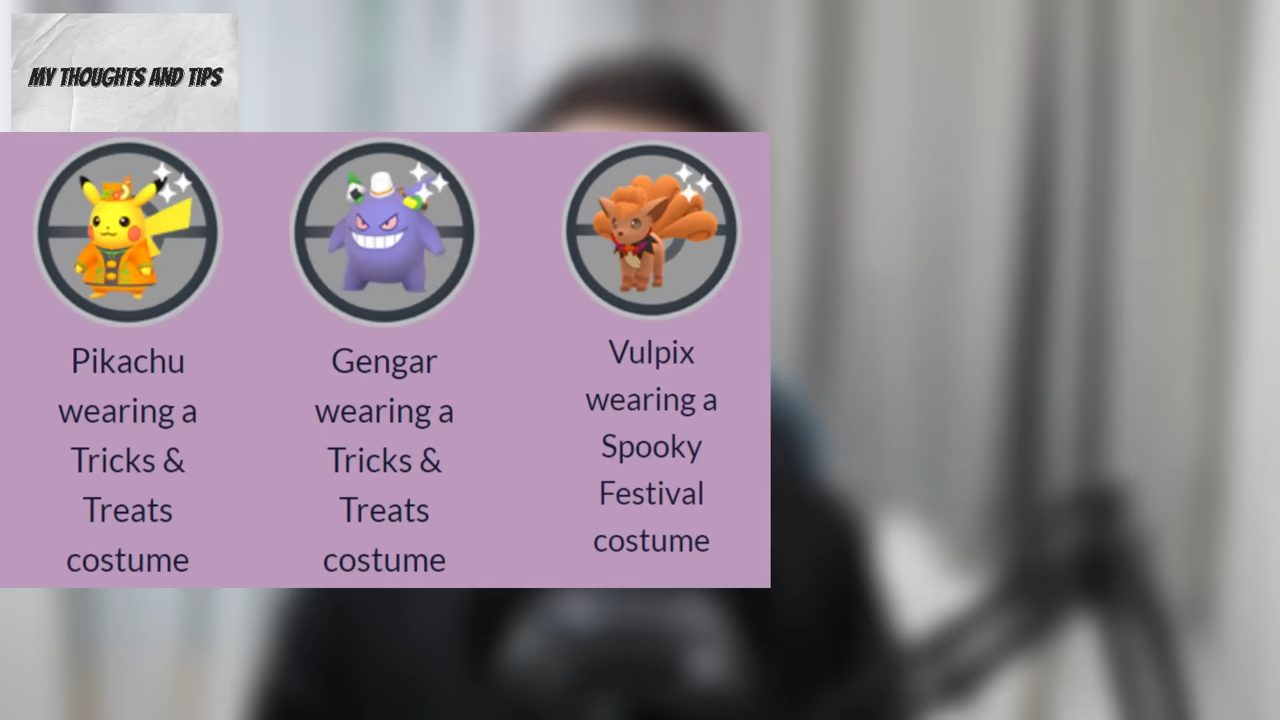 MY THOUGHTS AND TIPS
Pikachu
wearing a
Tricks &
Treats
costume
Gengar
wearing a
Tricks &
Treats
costume
Vulpix
wearing a
Spooky
Festival
costume